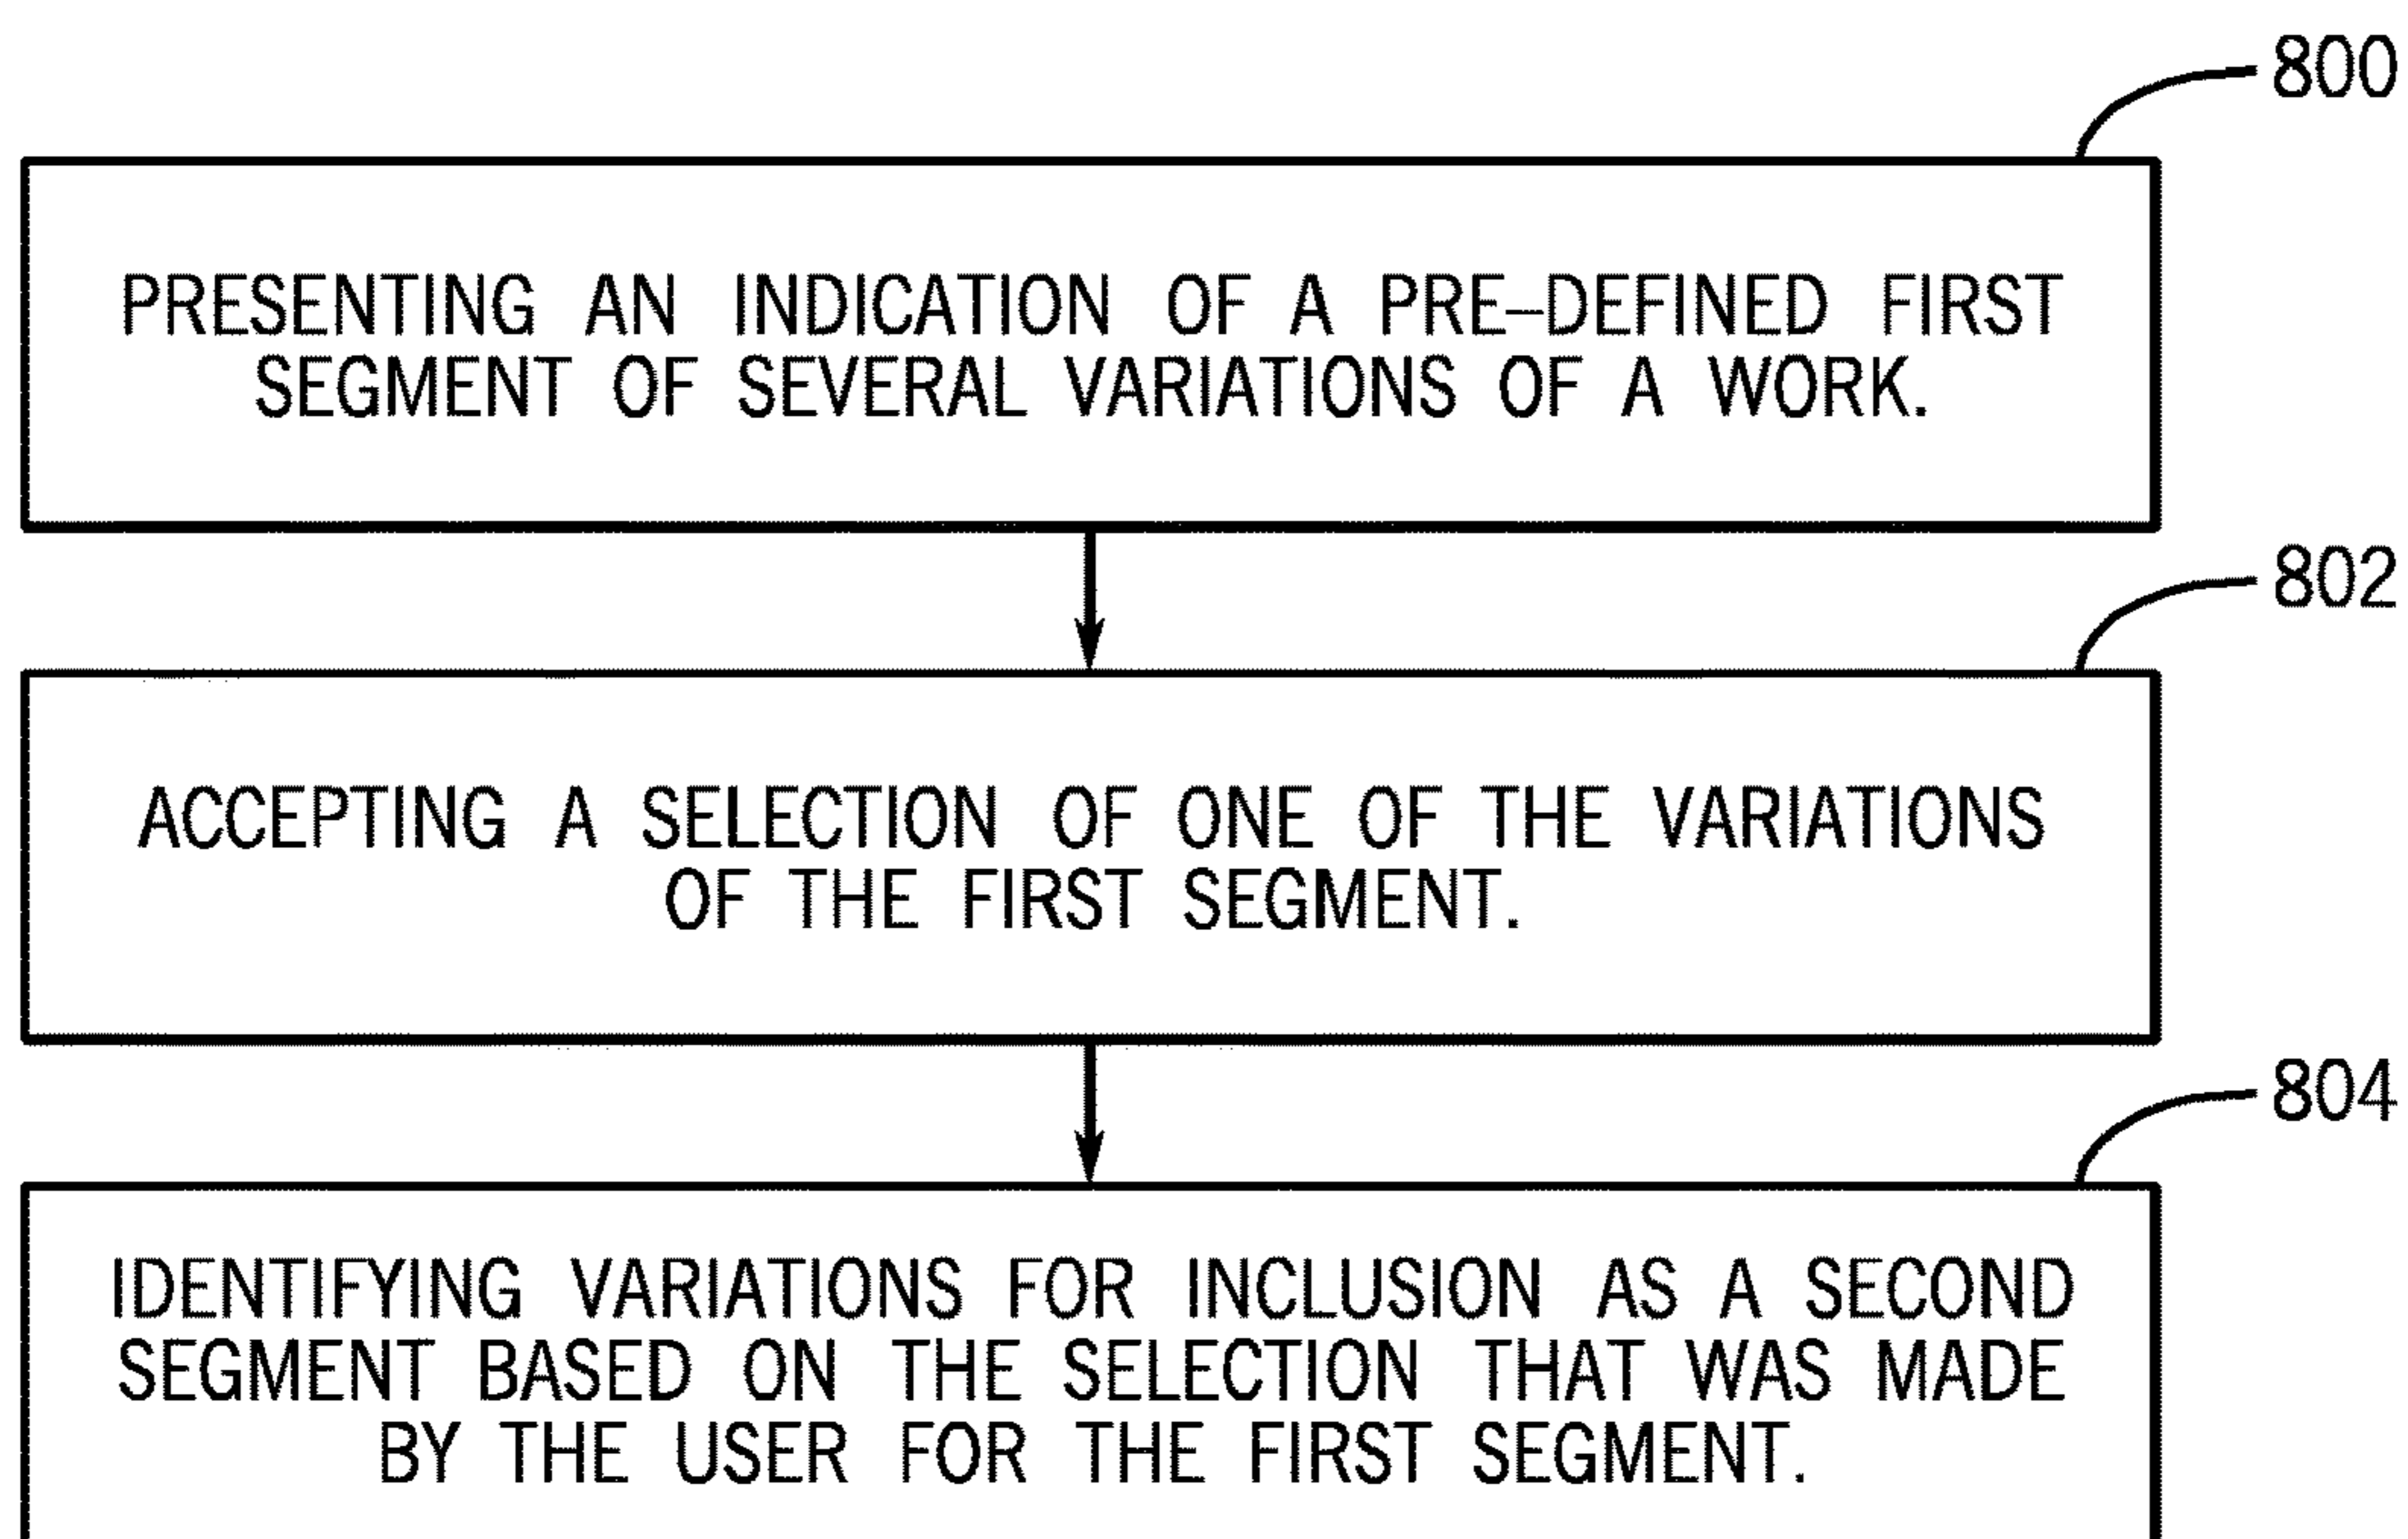 800
PRESENTING AN INDICATION OF A PRE-DEFINED FIRST
SEGMENT OF SEVERAL VARIATIONS OF A WORK.
802
ACCEPTING A SELECTION OF ONE OF THE VARIATIONS
OF THE FIRST SEGMENT.
804
IDENTIFYING VARIATIONS FOR INCLUSION AS A SECOND
SEGMENT BASED ON THE SELECTION THAT WAS MADE
BY THE USER FOR THE FIRST SEGMENT.